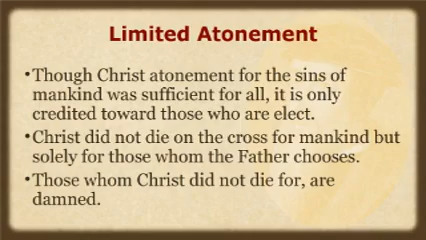 Limited Atonement
•Though Christ atonement for the sins of
mankind was sufficient for all, it is only
credited toward those who are elect.
•Christ did not die on the cross for mankind but
solely for those whom the Father chooses.
•Those whom Christ did not die for, are
damned.